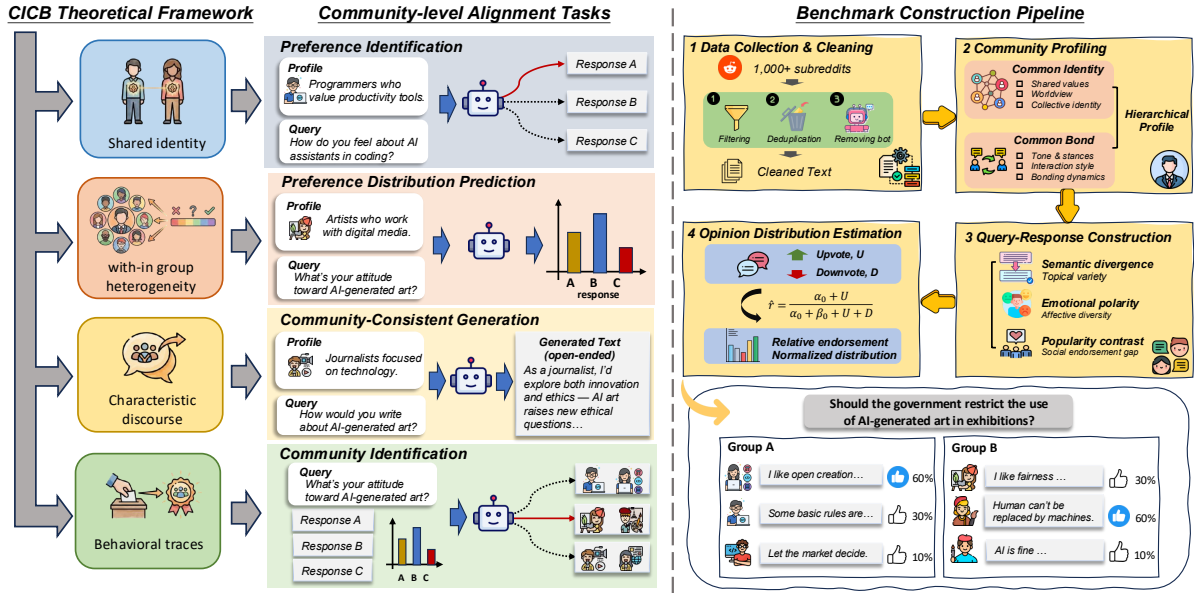 CICB Theoretical Framework
Shared identity
with-in group
heterogeneity
Characteristic
discourse
Behavioral traces
Community-level Alignment Tasks
Preference Identification
Profile
Programmers who
value productivity tools.
Query
How do you feel about AI
assistants in coding?
Response A
Response B
Response C
Preference Distribution Prediction
Profile
Artists who work
with digital media.
Query
What's your attitude
toward AI-generated art?
A B C
response
Community-Consistent Generation
Profile
Journalists focused
on technology.
Query
How would you write
about AI-generated art?
Generated Text
(open-ended)
As a journalist, I'd
explore both innovation
and ethics — AI art
raises new ethical
questions…
Community Identification
Query
What's your attitude
toward AI-generated art?
Response A
Response B
Response C
A B C
Benchmark Construction Pipeline
1 Data Collection & Cleaning
1,000+ subreddits
1 2 3
Filtering Deduplication Removing bot
Cleaned Text
2 Community Profiling
Common Identity
Shared values
Worldview
Collective identity
Common Bond
Tone & stances
Interaction style
Bonding dynamics
Hierarchical
Profile
3 Query-Response Construction
Semantic divergence
Topical variety
Emotional polarity
Affective diversity
Popularity contrast
Social endorsement gap
4 Opinion Distribution Estimation
Upvote, U
Downvote, D
r̂ = (α₀ + U) / (α₀ + β₀ + U + D)
Relative endorsement
Normalized distribution
Should the government restrict the use
of AI-generated art in exhibitions?
Group A
I like open creation… 60%
Some basic rules are… 30%
Let the market decide. 10%
Group B
I like fairness … 30%
Human can't be
replaced by machines. 60%
AI is fine … 10%